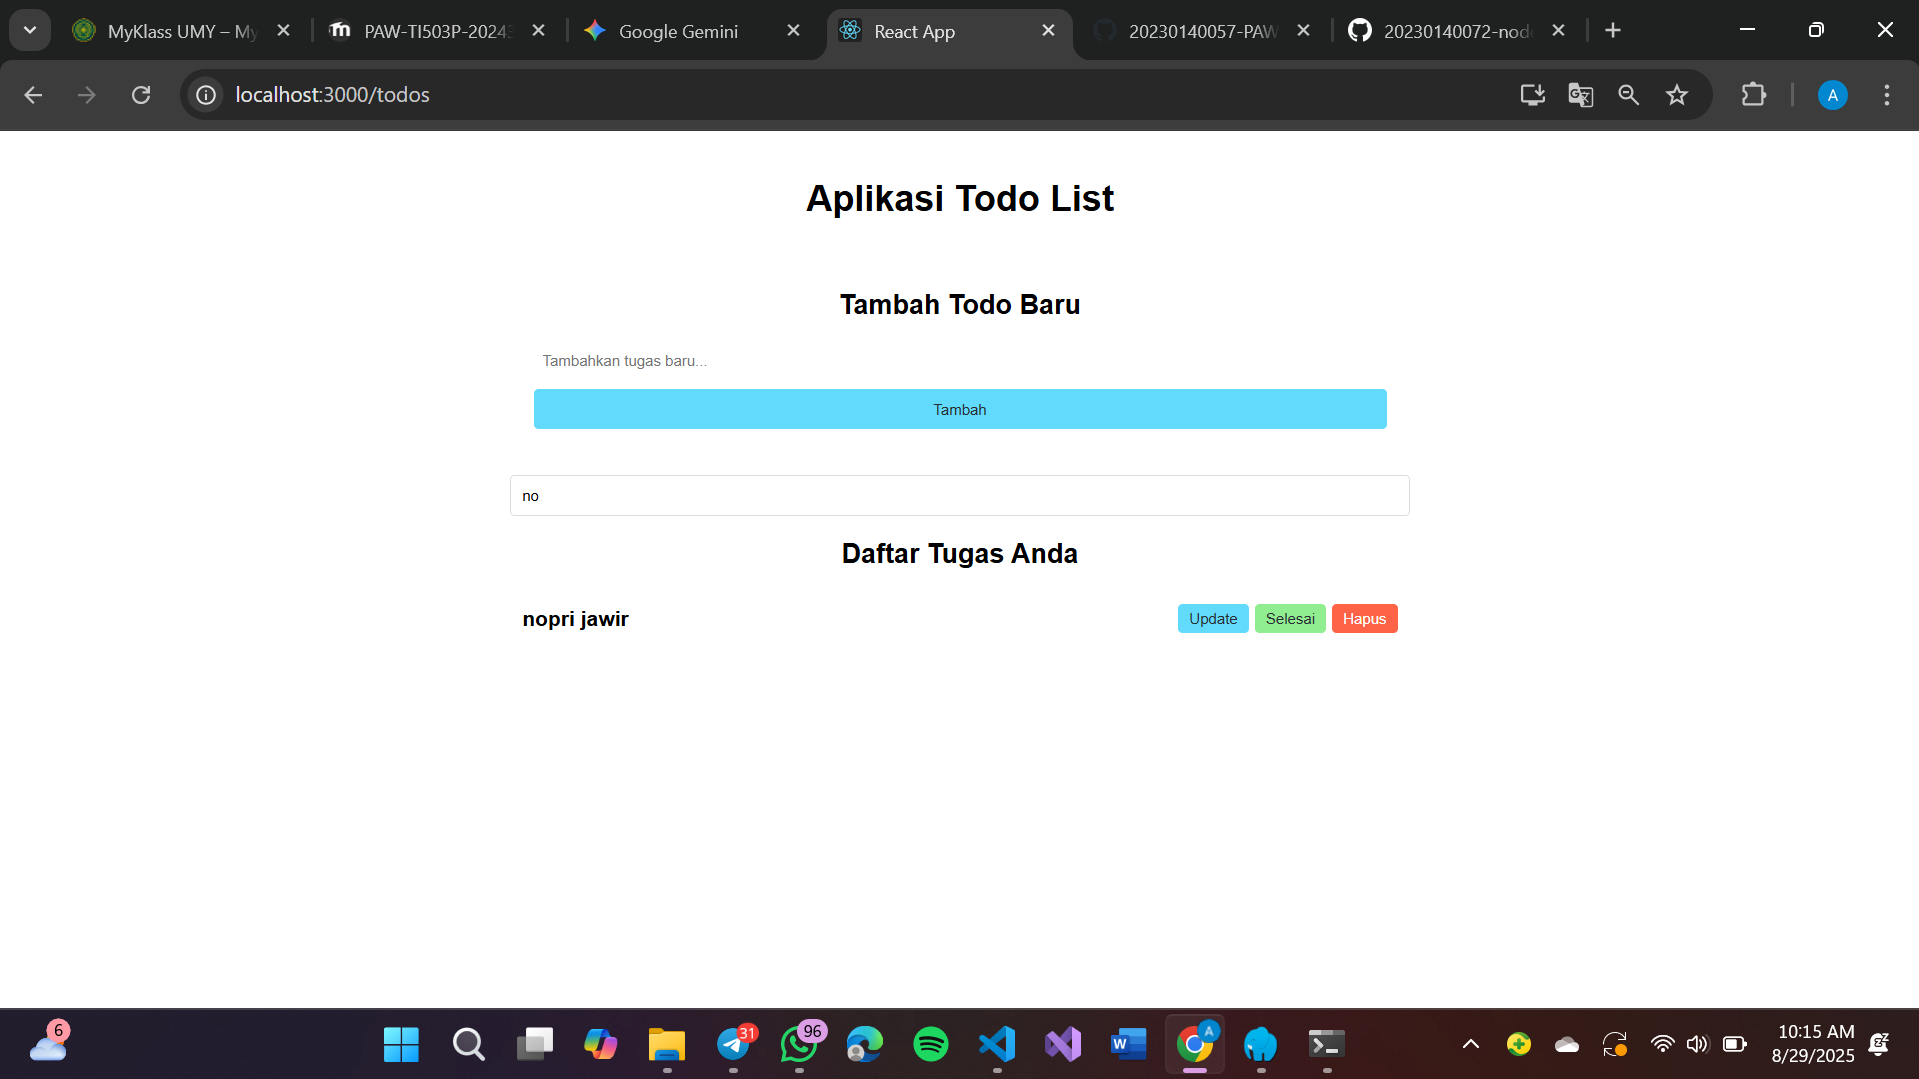 MyKlass UMY – My
PAW-TI503P-20243
Google Gemini
React App
20230140057-PAW
20230140072-node
localhost:3000/todos
A
Aplikasi Todo List
Tambah Todo Baru
Tambahkan tugas baru...
Tambah
no
Daftar Tugas Anda
nopri jawir
Update
Selesai
Hapus
6
31
96
A
10:15 AM
8/29/2025